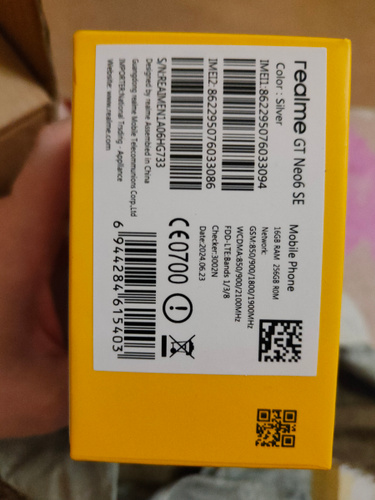 realme GT Neo6 SE
Color : Silver
Mobile Phone
16GB RAM 256GB ROM
Network:
GSM:850/900/1800/1900MHz
WCDMA:850/900/2100MHz
FDD-LTE:Bands 1/3/8
Checker:3002N
Date:2024.06.23
IMEI1: 862295076033094
IMEI2: 862295076033086
S/N:REAIMEN1A06HG733
CE0700
Designed by realme Assembled in China
Guangdong realme Mobile Telecommunications Corp.,Ltd
IMPORTER:National Trading · Appliance
Website: www.realme.com
6 944284 615403